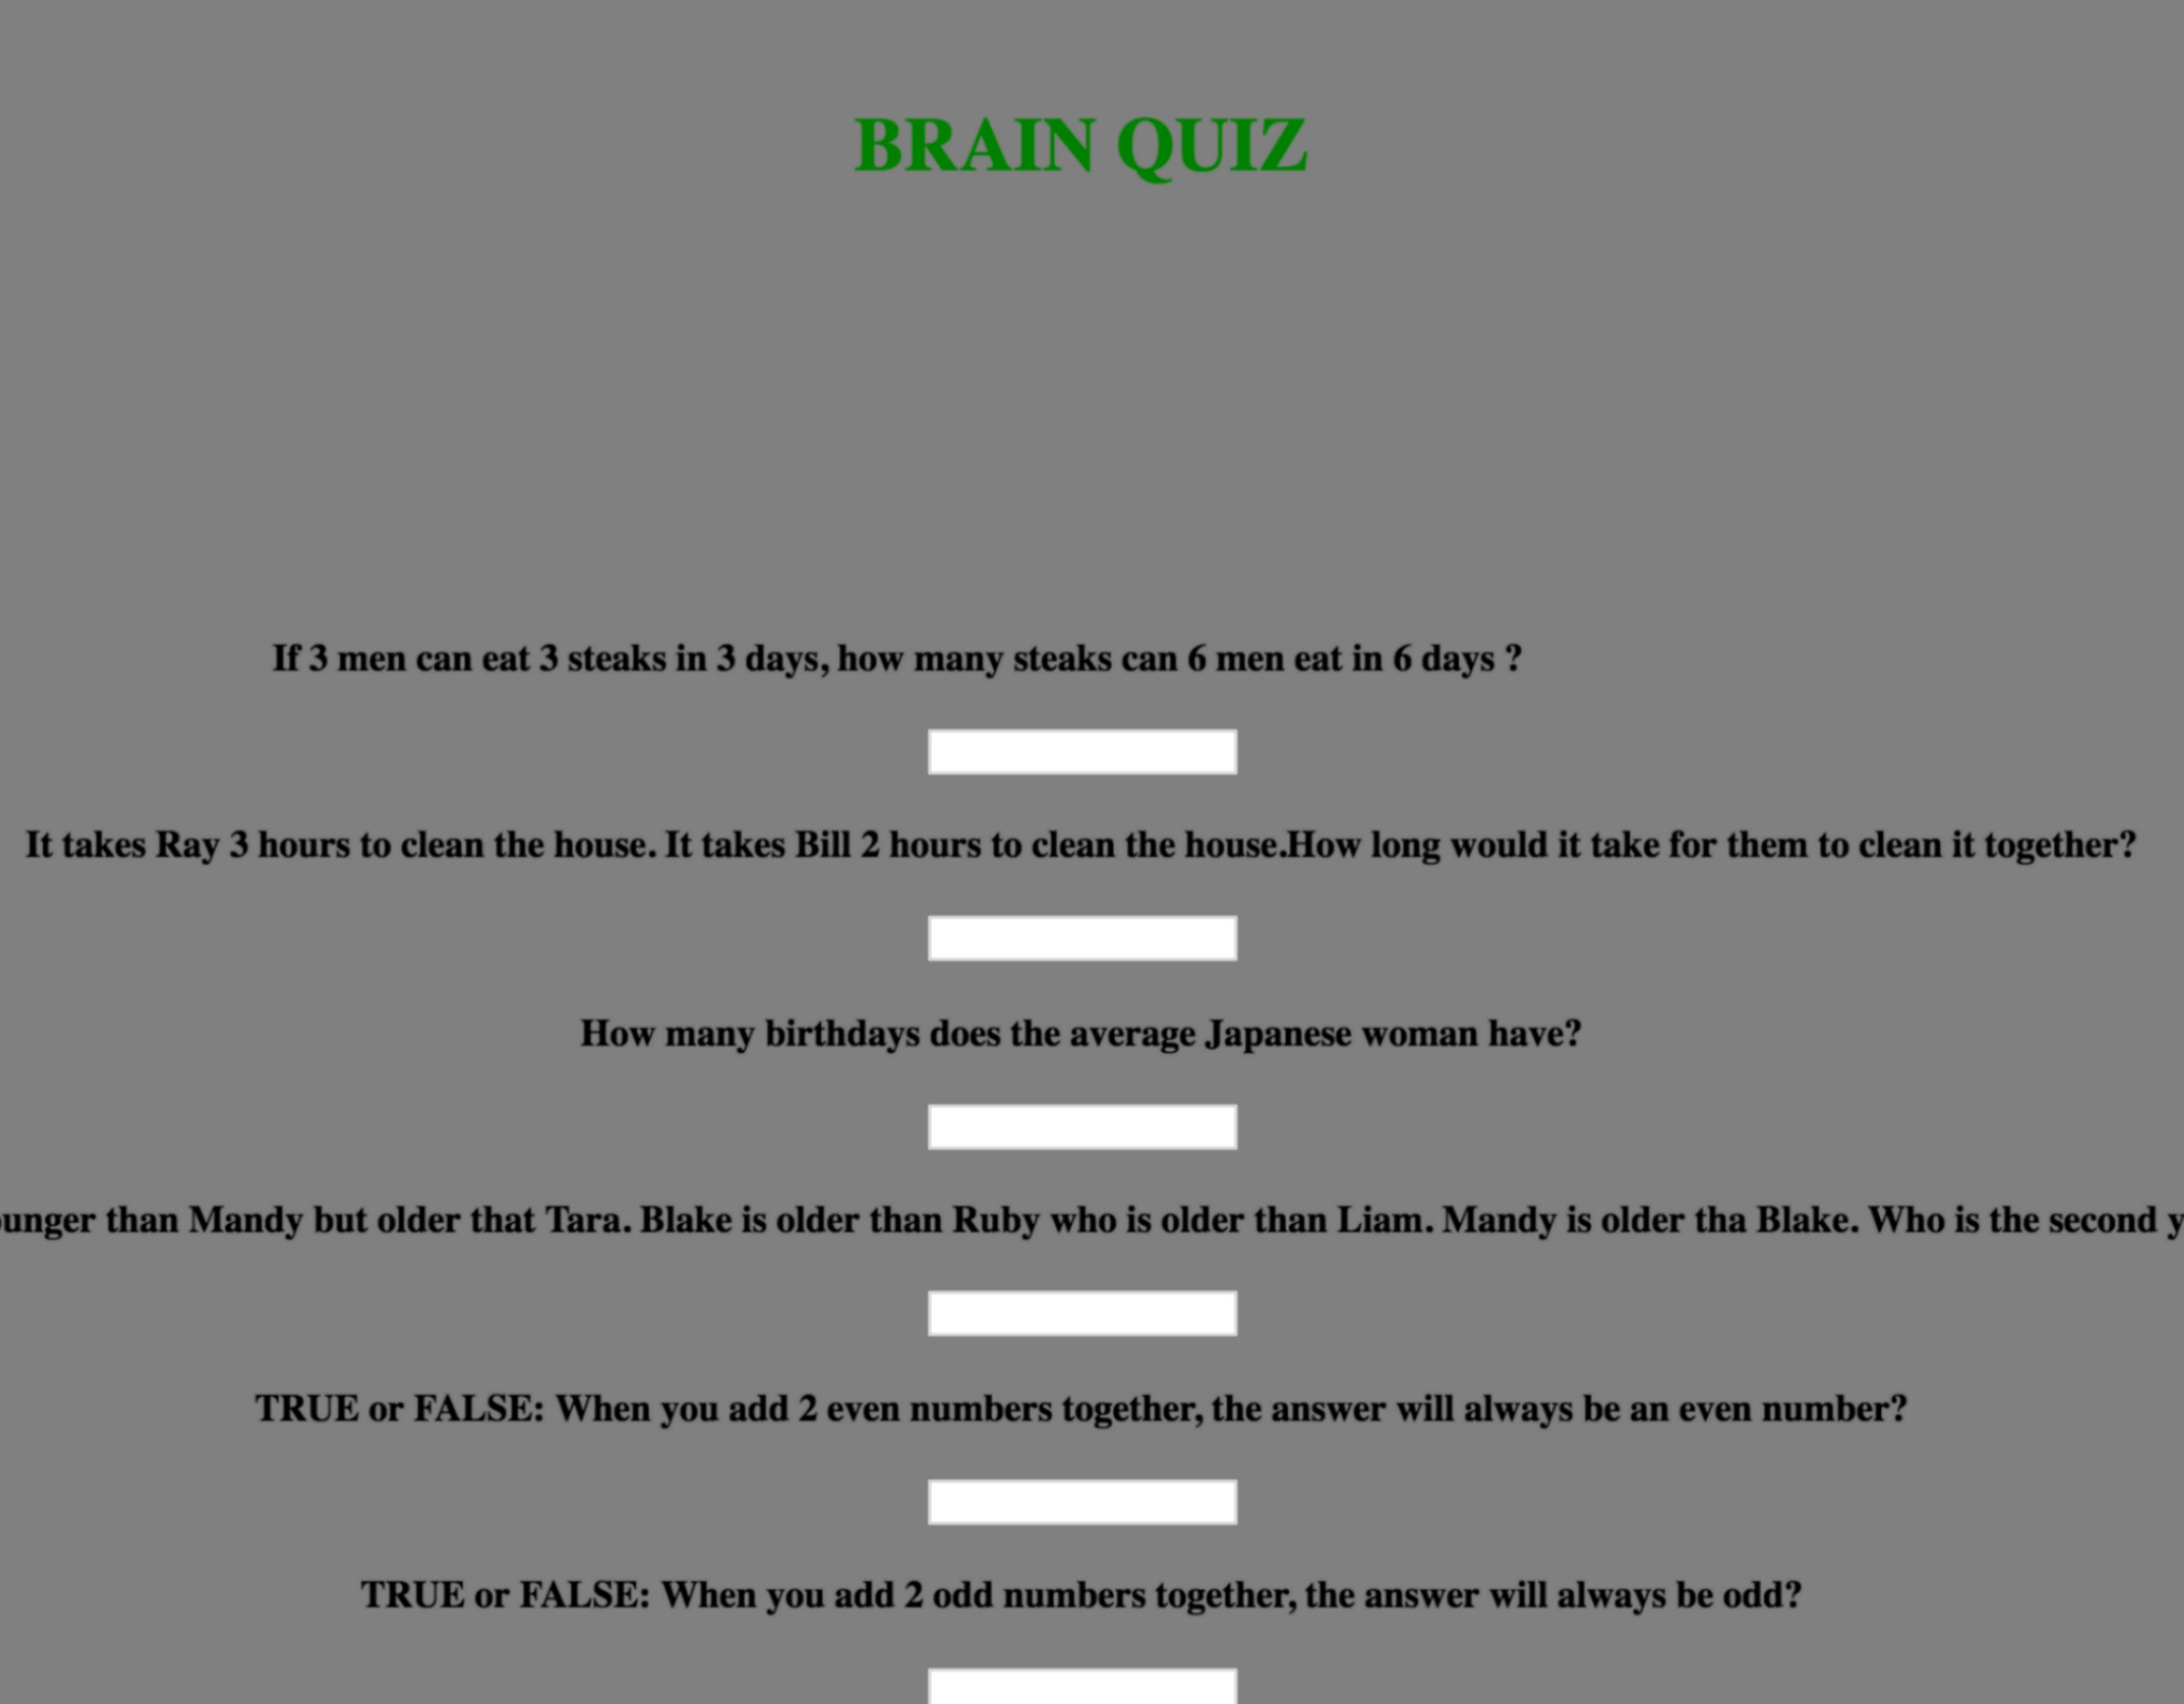 BRAIN QUIZ
If 3 men can eat 3 steaks in 3 days, how many steaks can 6 men eat in 6 days ?
It takes Ray 3 hours to clean the house. It takes Bill 2 hours to clean the house.How long would it take for them to clean it together?
How many birthdays does the average Japanese woman have?
than Mandy but older that Tara. Blake is older than Ruby who is older than Liam. Mandy is older tha Blake. Who is the second
TRUE or FALSE: When you add 2 even numbers together, the answer will always be an even number?
TRUE or FALSE: When you add 2 odd numbers together, the answer will always be odd?